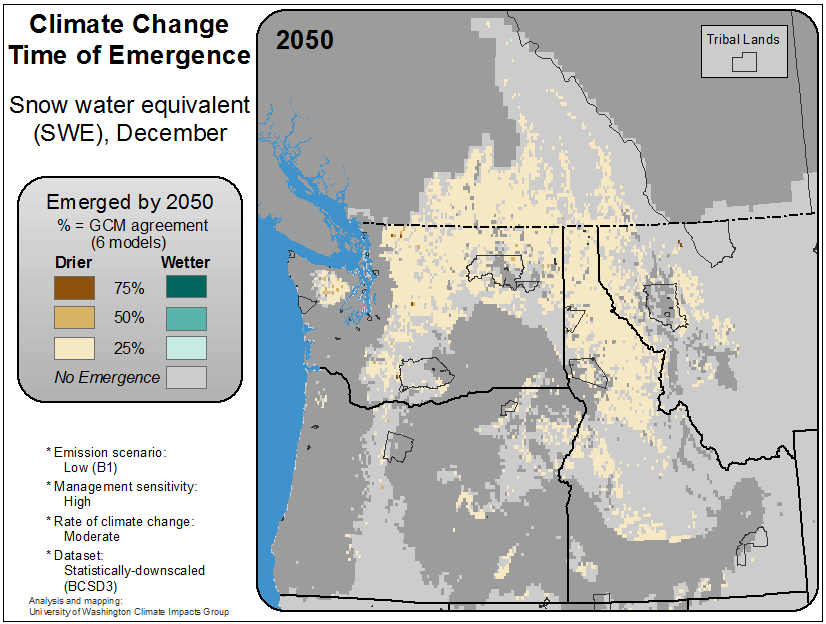 Climate Change
Time of Emergence
Snow water equivalent
(SWE), December
Emerged by 2050
% = GCM agreement
(6 models)
Drier Wetter
75%
50%
25%
No Emergence
* Emission scenario:
Low (B1)
* Management sensitivity:
High
* Rate of climate change:
Moderate
* Dataset:
Statistically-downscaled
(BCSD3)
Analysis and mapping:
University of Washington Climate Impacts Group
2050
Tribal Lands